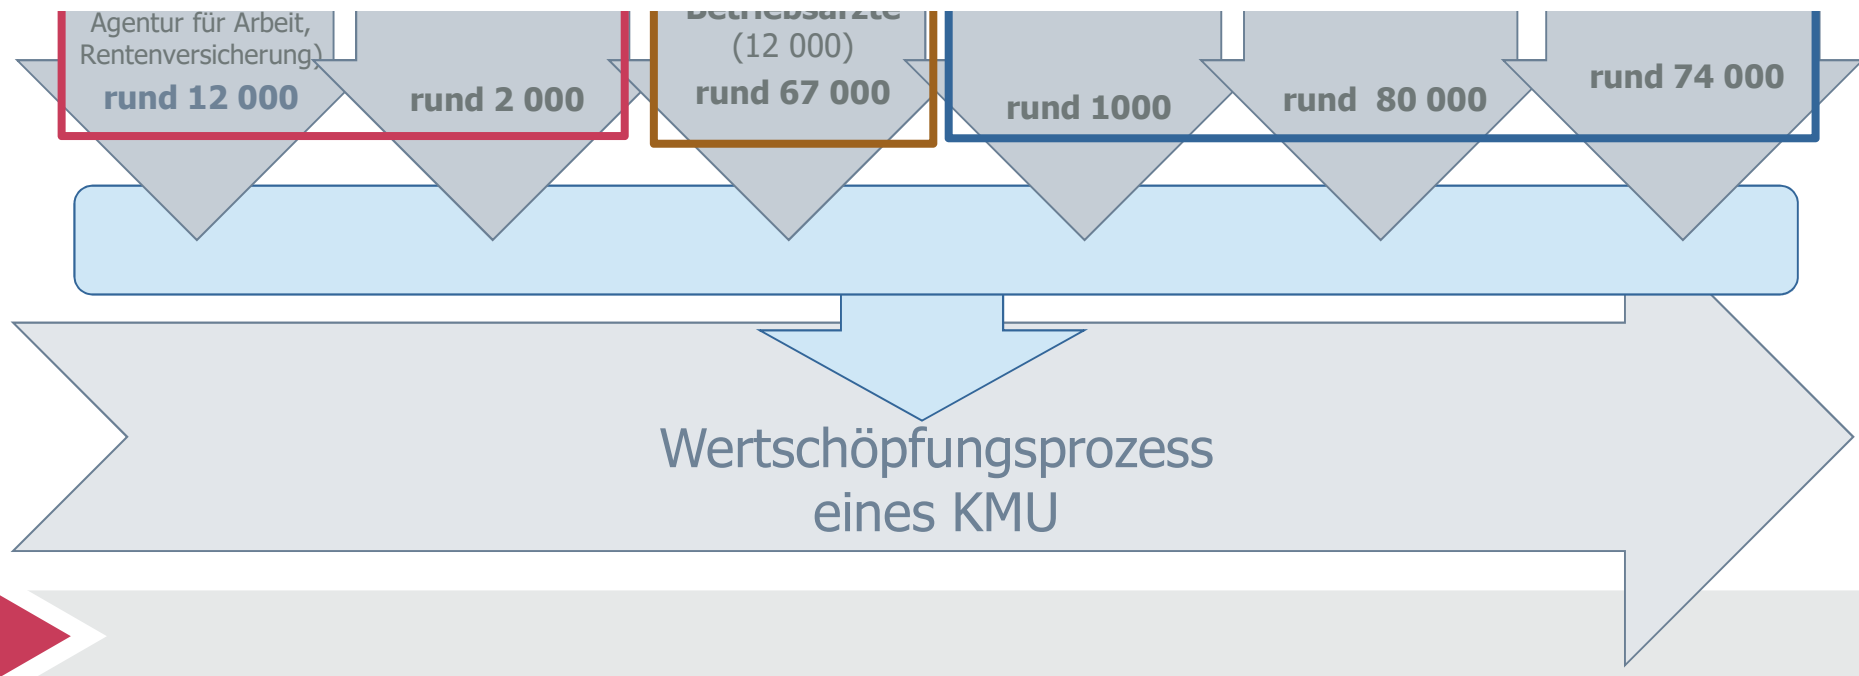 Agentur für Arbeit,
Rentenversicherung)
rund 12 000
rund 2 000
Betriebsärzte
(12 000)
rund 67 000
rund 1000
rund  80 000
rund 74 000
Wertschöpfungsprozess
eines KMU